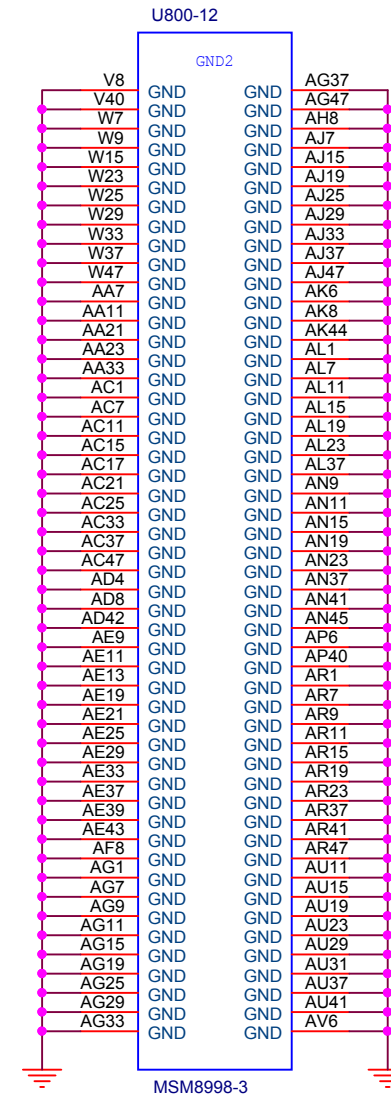 U800-12
GND2
V8 GND GND AG37
V40 GND GND AG47
W7 GND GND AH8
W9 GND GND AJ7
W15 GND GND AJ15
W23 GND GND AJ19
W25 GND GND AJ25
W29 GND GND AJ29
W33 GND GND AJ33
W37 GND GND AJ37
W47 GND GND AJ47
AA7 GND GND AK6
AA11 GND GND AK8
AA21 GND GND AK44
AA23 GND GND AL1
AA33 GND GND AL7
AC1 GND GND AL11
AC7 GND GND AL15
AC11 GND GND AL19
AC15 GND GND AL23
AC17 GND GND AL37
AC21 GND GND AN9
AC25 GND GND AN11
AC33 GND GND AN15
AC37 GND GND AN19
AC47 GND GND AN23
AD4 GND GND AN37
AD8 GND GND AN41
AD42 GND GND AN45
AE9 GND GND AP6
AE11 GND GND AP40
AE13 GND GND AR1
AE19 GND GND AR7
AE21 GND GND AR9
AE25 GND GND AR11
AE29 GND GND AR15
AE33 GND GND AR19
AE37 GND GND AR23
AE39 GND GND AR37
AE43 GND GND AR41
AF8 GND GND AR47
AG1 GND GND AU11
AG7 GND GND AU15
AG9 GND GND AU19
AG11 GND GND AU23
AG15 GND GND AU29
AG19 GND GND AU31
AG25 GND GND AU37
AG29 GND GND AU41
AG33 GND GND AV6
MSM8998-3